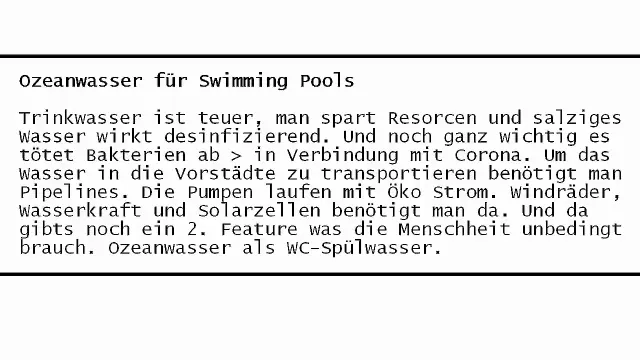 Ozeanwasser für Swimming Pools
Trinkwasser ist teuer, man spart Resorcen und salziges
Wasser wirkt desinfizierend. Und noch ganz wichtig es
tötet Bakterien ab > in Verbindung mit Corona. Um das
Wasser in die Vorstädte zu transportieren benötigt man
Pipelines. Die Pumpen laufen mit Öko Strom. Windräder,
Wasserkraft und Solarzellen benötigt man da. Und da
gibts noch ein 2. Feature was die Menschheit unbedingt
brauch. Ozeanwasser als WC-Spülwasser.